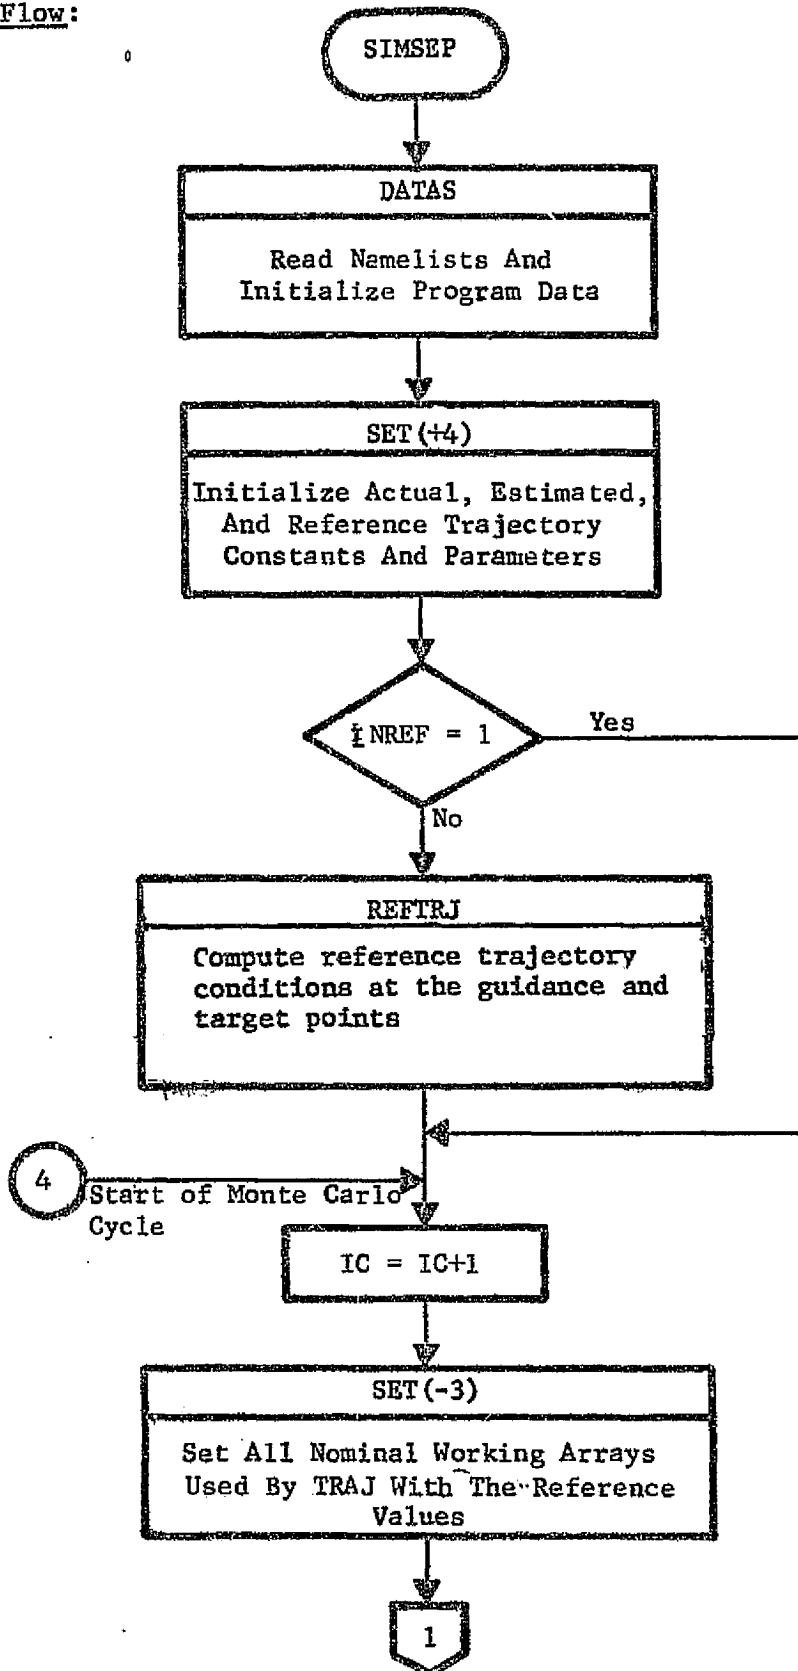 Flow:
SIMSEP
DATAS
Read Namelists And
Initialize Program Data
SET(+4)
Initialize Actual, Estimated,
And Reference Trajectory
Constants And Parameters
INREF = 1
Yes
No
REFTRJ
Compute reference trajectory
conditions at the guidance and
target points
4
Start of Monte Carlo
Cycle
IC = IC+1
SET(-3)
Set All Nominal Working Arrays
Used By TRAJ With The Reference
Values
1